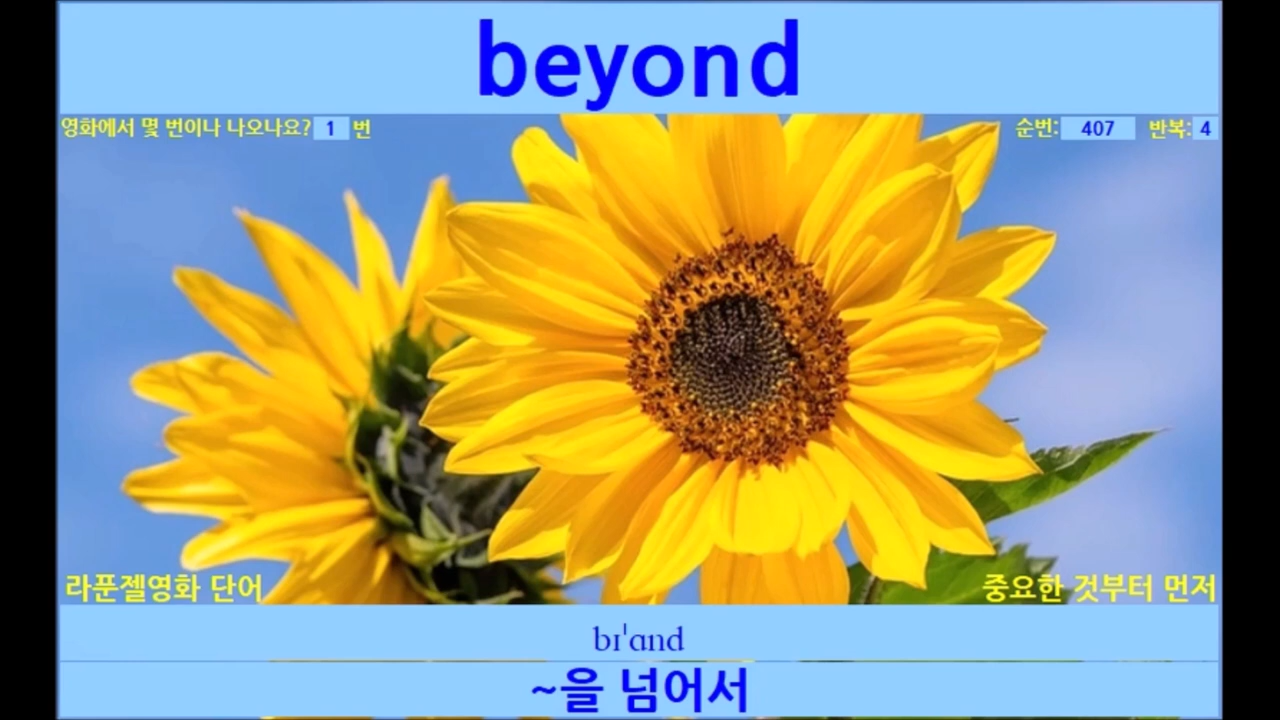 beyond
영화에서 몇 번이나 나오나요? 1 번
순번: 407 반복: 4
라푼젤영화 단어
중요한 것부터 먼저
bɪˈɑnd
~을 넘어서